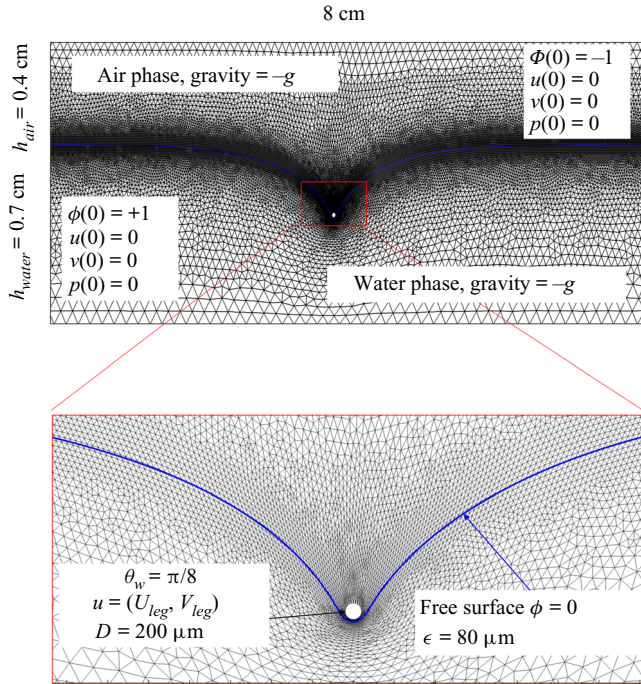 8 cm
Air phase, gravity = –g
Φ(0) = –1
u(0) = 0
v(0) = 0
p(0) = 0
h_air = 0.4 cm
h_water = 0.7 cm
ϕ(0) = +1
u(0) = 0
v(0) = 0
p(0) = 0
Water phase, gravity = –g
θ_w = π/8
u = (U_leg, V_leg)
D = 200 μm
Free surface ϕ = 0
ϵ = 80 μm